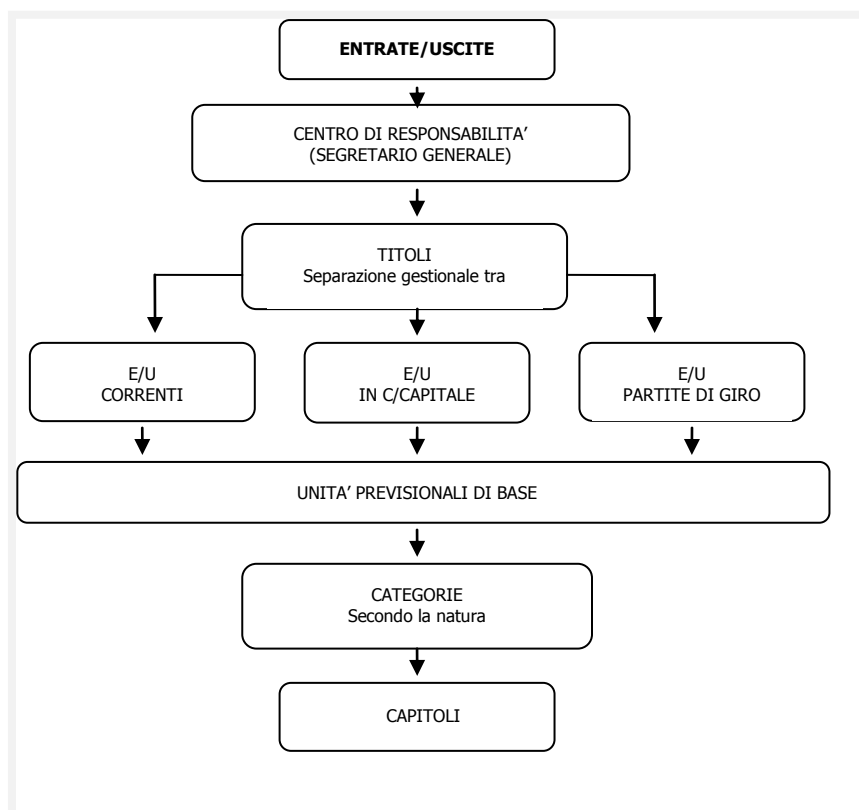 ENTRATE/USCITE
CENTRO DI RESPONSABILITA'
(SEGRETARIO GENERALE)
TITOLI
Separazione gestionale tra
E/U
CORRENTI
E/U
IN C/CAPITALE
E/U
PARTITE DI GIRO
UNITA' PREVISIONALI DI BASE
CATEGORIE
Secondo la natura
CAPITOLI